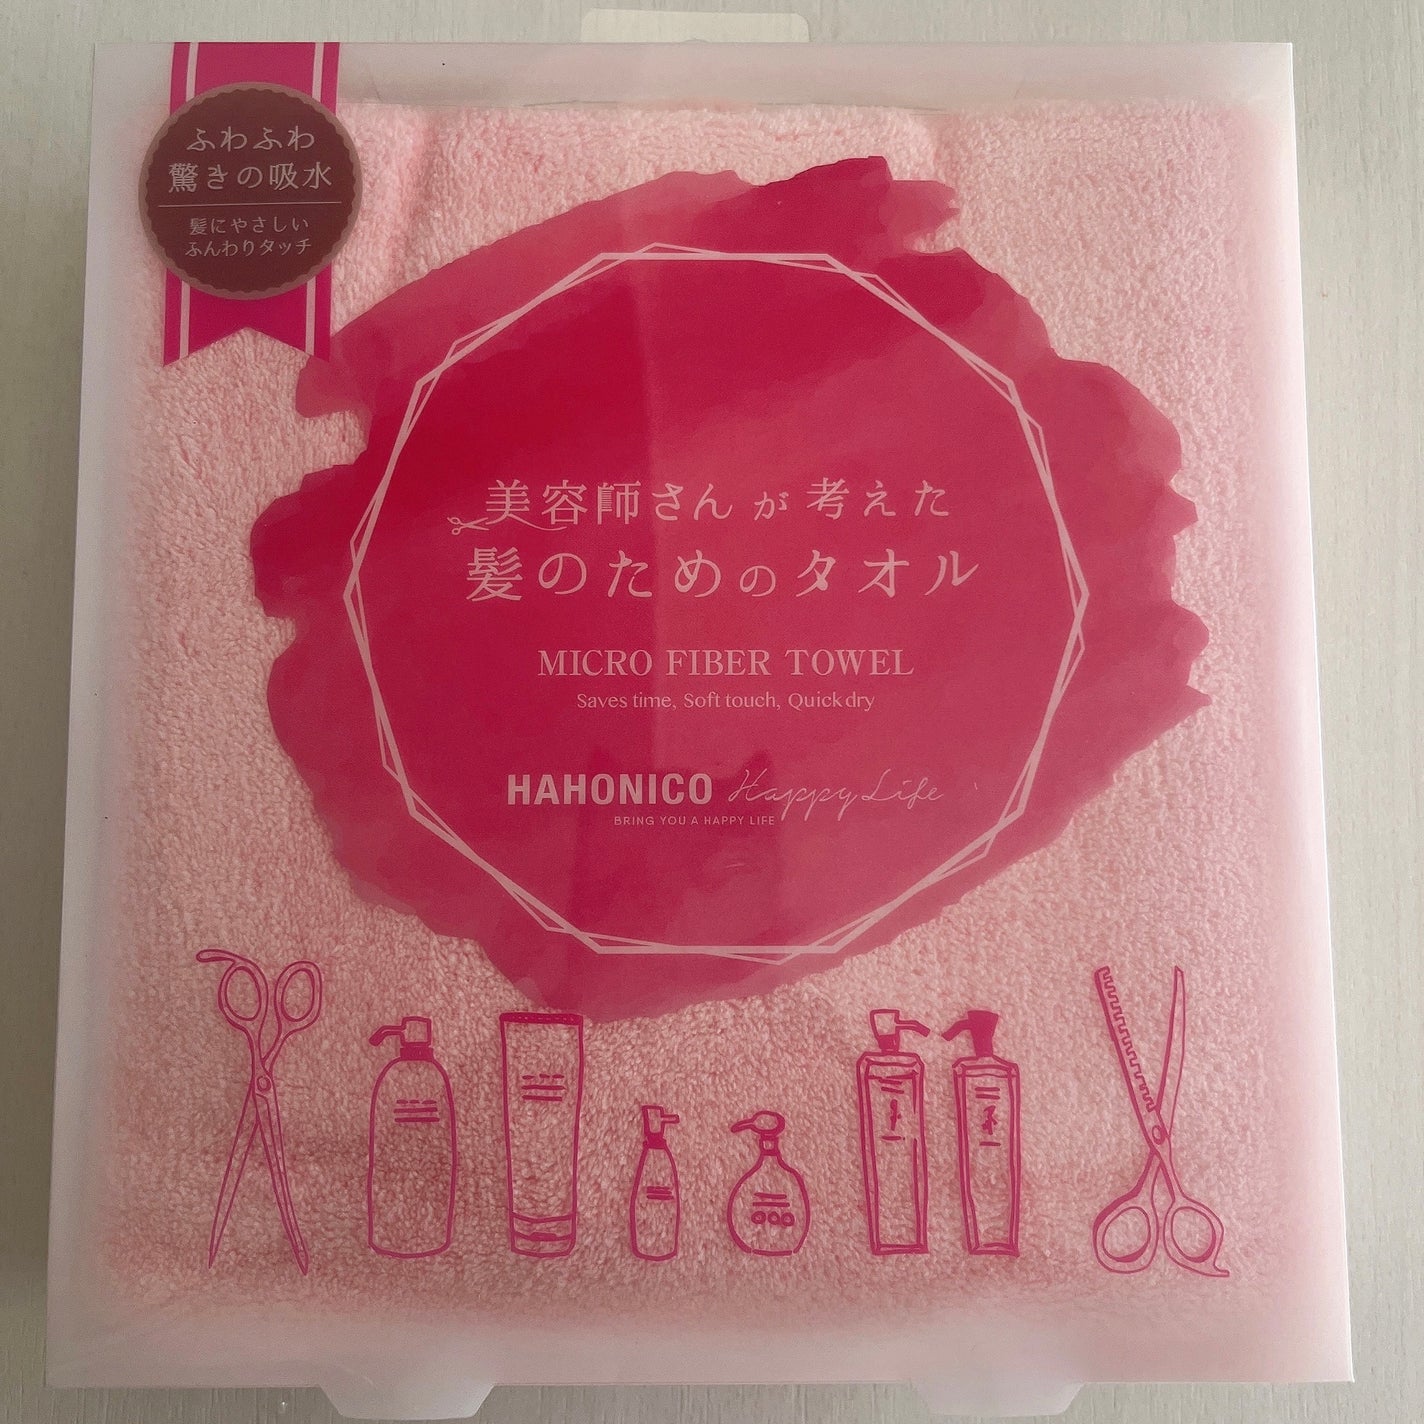 ふわふわ
驚きの吸水
髪にやさしい
ふんわりタッチ
美容師さんが考えた
髪のためのタオル
MICRO FIBER TOWEL
Saves time, Soft touch, Quick dry
HAHONICO Happy Life
BRING YOU A HAPPY LIFE